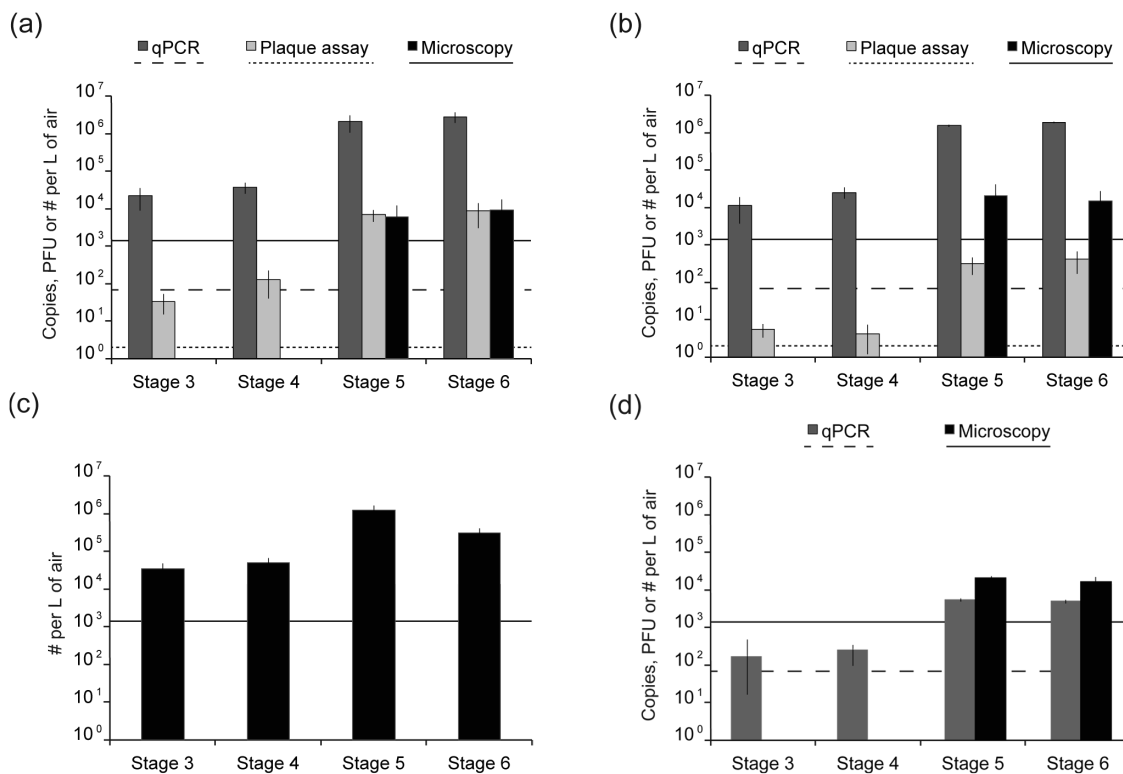 (a)
qPCR Plaque assay Microscopy
Copies, PFU or # per L of air
10^7
10^6
10^5
10^4
10^3
10^2
10^1
10^0
Stage 3 Stage 4 Stage 5 Stage 6
(b)
qPCR Plaque assay Microscopy
Copies, PFU or # per L of air
10^7
10^6
10^5
10^4
10^3
10^2
10^1
10^0
Stage 3 Stage 4 Stage 5 Stage 6
(c)
# per L of air
10^7
10^6
10^5
10^4
10^3
10^2
10^1
10^0
Stage 3 Stage 4 Stage 5 Stage 6
(d)
qPCR Microscopy
Copies, PFU or # per L of air
10^7
10^6
10^5
10^4
10^3
10^2
10^1
10^0
Stage 3 Stage 4 Stage 5 Stage 6